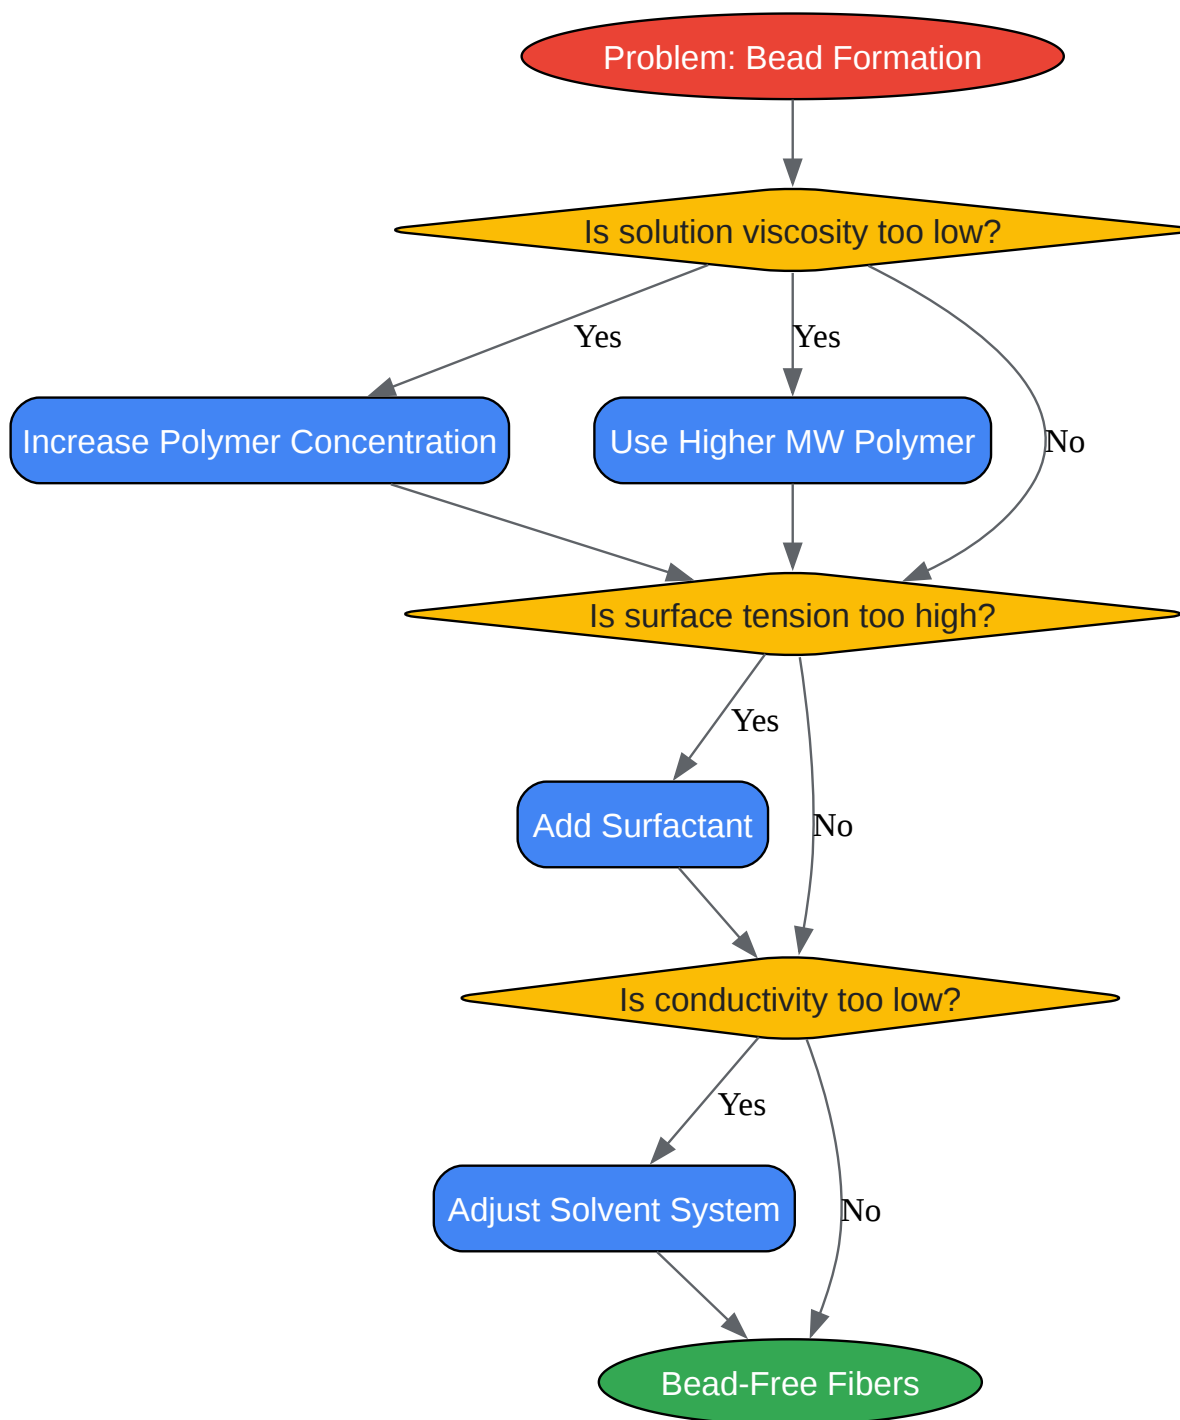 Problem: Bead Formation
Is solution viscosity too low?
Yes
Yes
Increase Polymer Concentration
Use Higher MW Polymer
No
Is surface tension too high?
Yes
Add Surfactant
No
Is conductivity too low?
Yes
Adjust Solvent System
No
Bead-Free Fibers